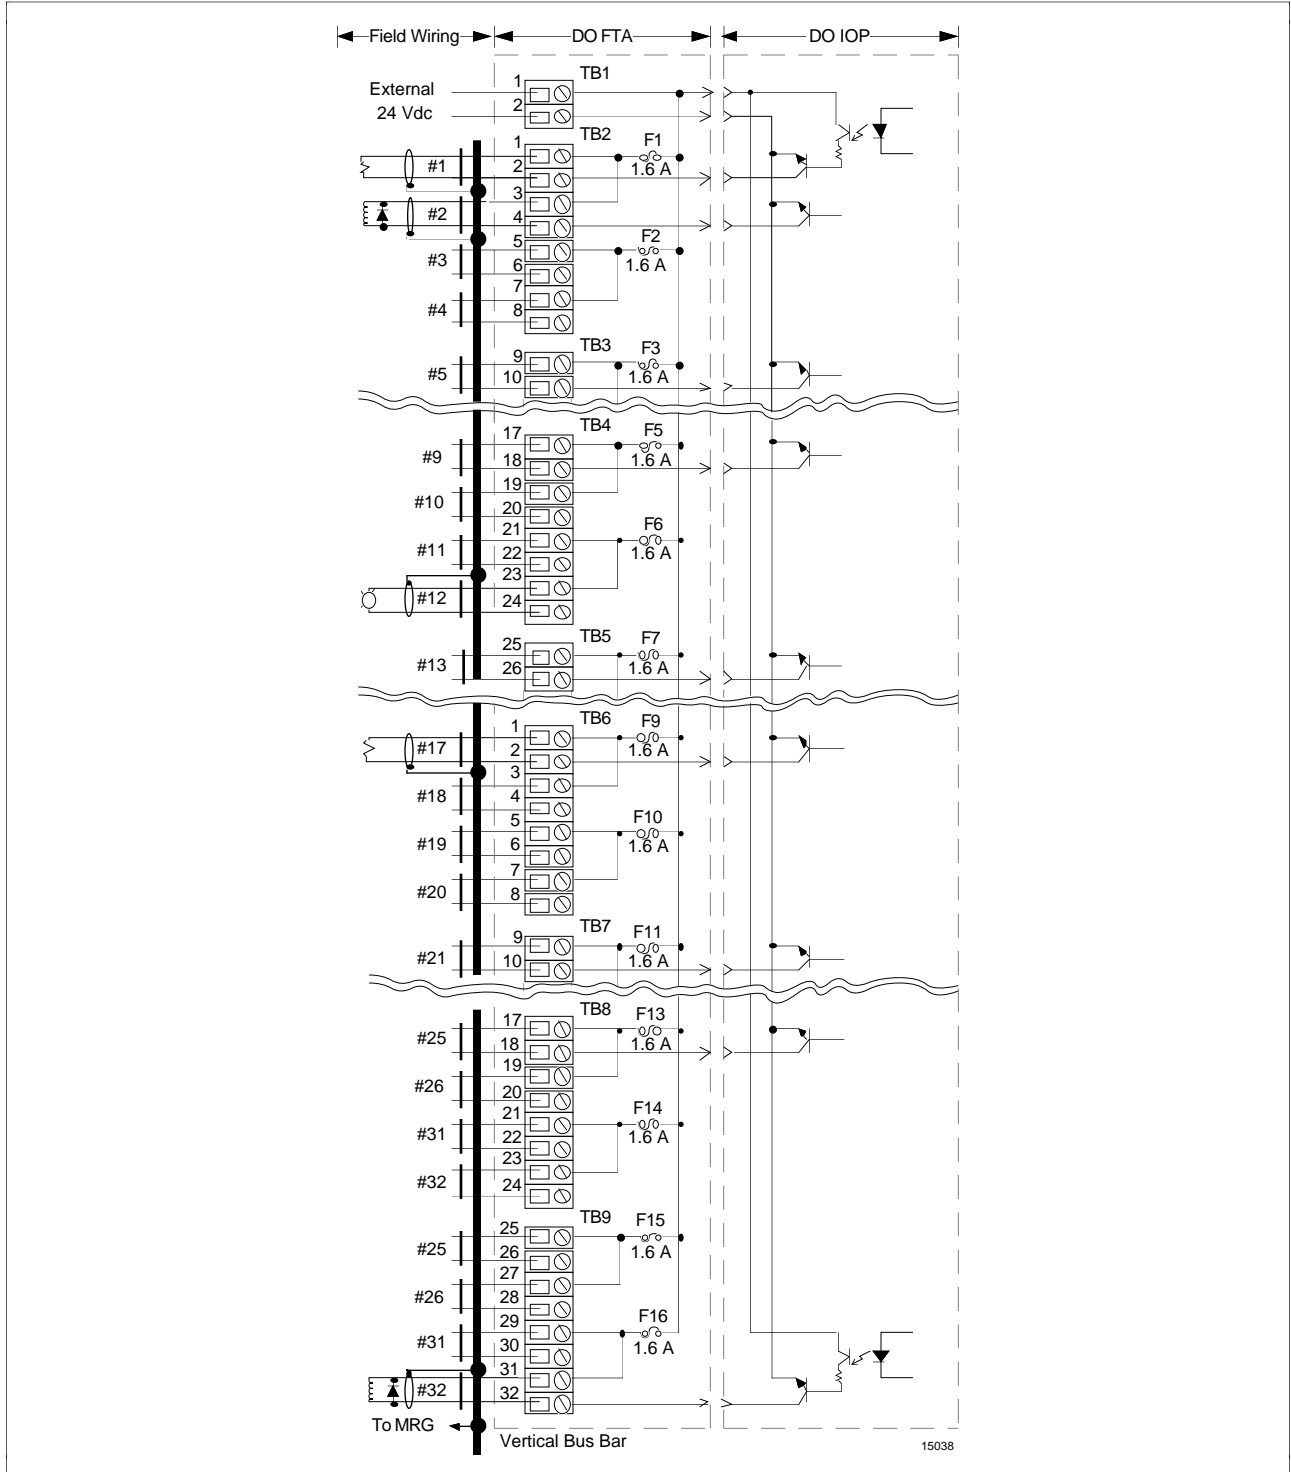 Field Wiring DO FTA DO IOP
External
24 Vdc
1 TB1
2
TB2
1 F1
#1 2 1.6 A
3
#2 4
5 F2
#3 6 1.6 A
7
#4 8
9 TB3 F3
#5 10 1.6 A
17 TB4 F5
#9 18 1.6 A
19
#10 20
21 F6
#11 22 1.6 A
23
#12 24
25 TB5 F7
#13 26 1.6 A
1 TB6 F9
#17 2 1.6 A
3
#18 4
5 F10
#19 6 1.6 A
7
#20 8
9 TB7 F11
#21 10 1.6 A
17 TB8 F13
#25 18 1.6 A
19
#26 20
21 F14
#31 22 1.6 A
23
#32 24
25 TB9 F15
#25 26 1.6 A
27
#26 28
29 F16
#31 30 1.6 A
31
#32 32
To MRG
Vertical Bus Bar
15038